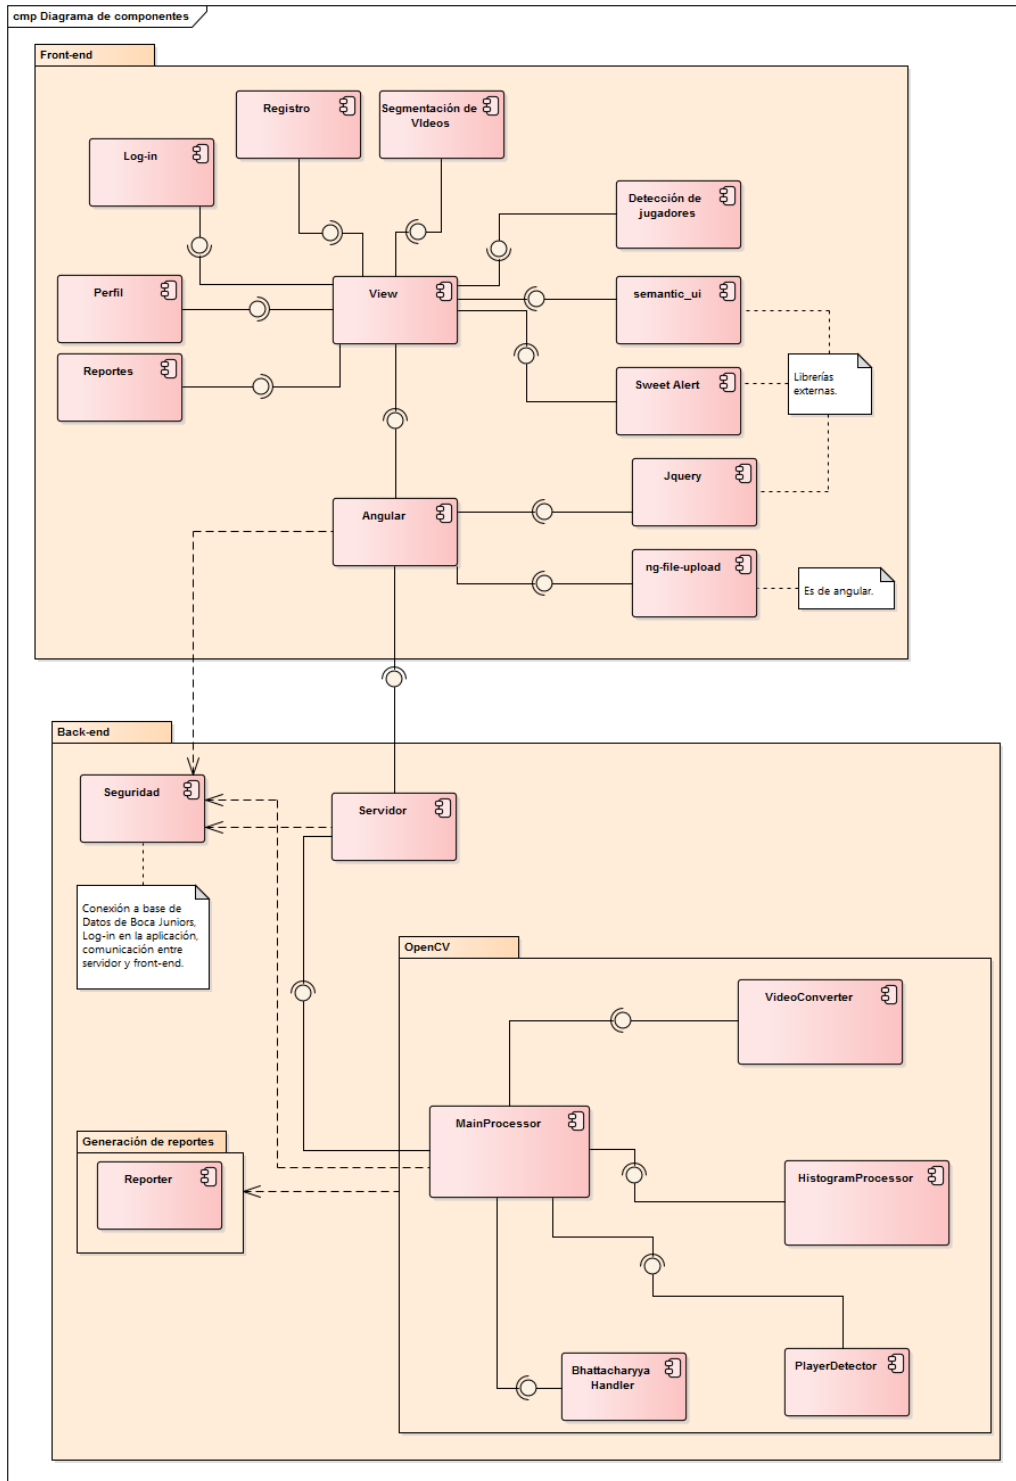 cmp Diagrama de componentes
Front-end
Registro
Segmentación de
VIdeos
Log-in
Detección de
jugadores
Perfil
View
semantic_ui
Reportes
Sweet Alert
Librerías
externas.
Jquery
Angular
ng-file-upload
Es de angular.
Back-end
Seguridad
Servidor
Conexión a base de
Datos de Boca Juniors,
Log-in en la aplicación,
comunicación entre
servidor y front-end.
OpenCV
VideoConverter
MainProcessor
Generación de reportes
Reporter
HistogramProcessor
Bhattacharyya
Handler
PlayerDetector